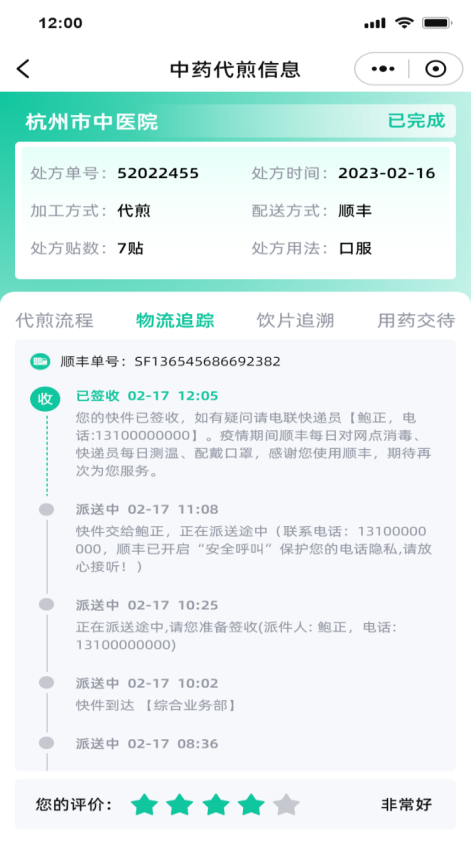 12:00
中药代煎信息
杭州市中医院 已完成
处方单号：52022455 处方时间：2023-02-16
加工方式：代煎 配送方式：顺丰
处方贴数：7贴 处方用法：口服
代煎流程 物流追踪 饮片追溯 用药交待
顺丰单号：SF136545686692382
收 已签收 02-17 12:05
您的快件已签收，如有疑问请电联快递员【鲍正，电
话:13100000000】。疫情期间顺丰每日对网点消毒、
快递员每日测温、配戴口罩，感谢您使用顺丰，期待再
次为您服务。
派送中 02-17 11:08
快件交给鲍正，正在派送途中（联系电话：13100000
000，顺丰已开启“安全呼叫”保护您的电话隐私,请放
心接听！）
派送中 02-17 10:25
正在派送途中,请您准备签收(派件人: 鲍正，电话:
13100000000)
派送中 02-17 10:02
快件到达 【综合业务部】
派送中 02-17 08:36
您的评价： 非常好